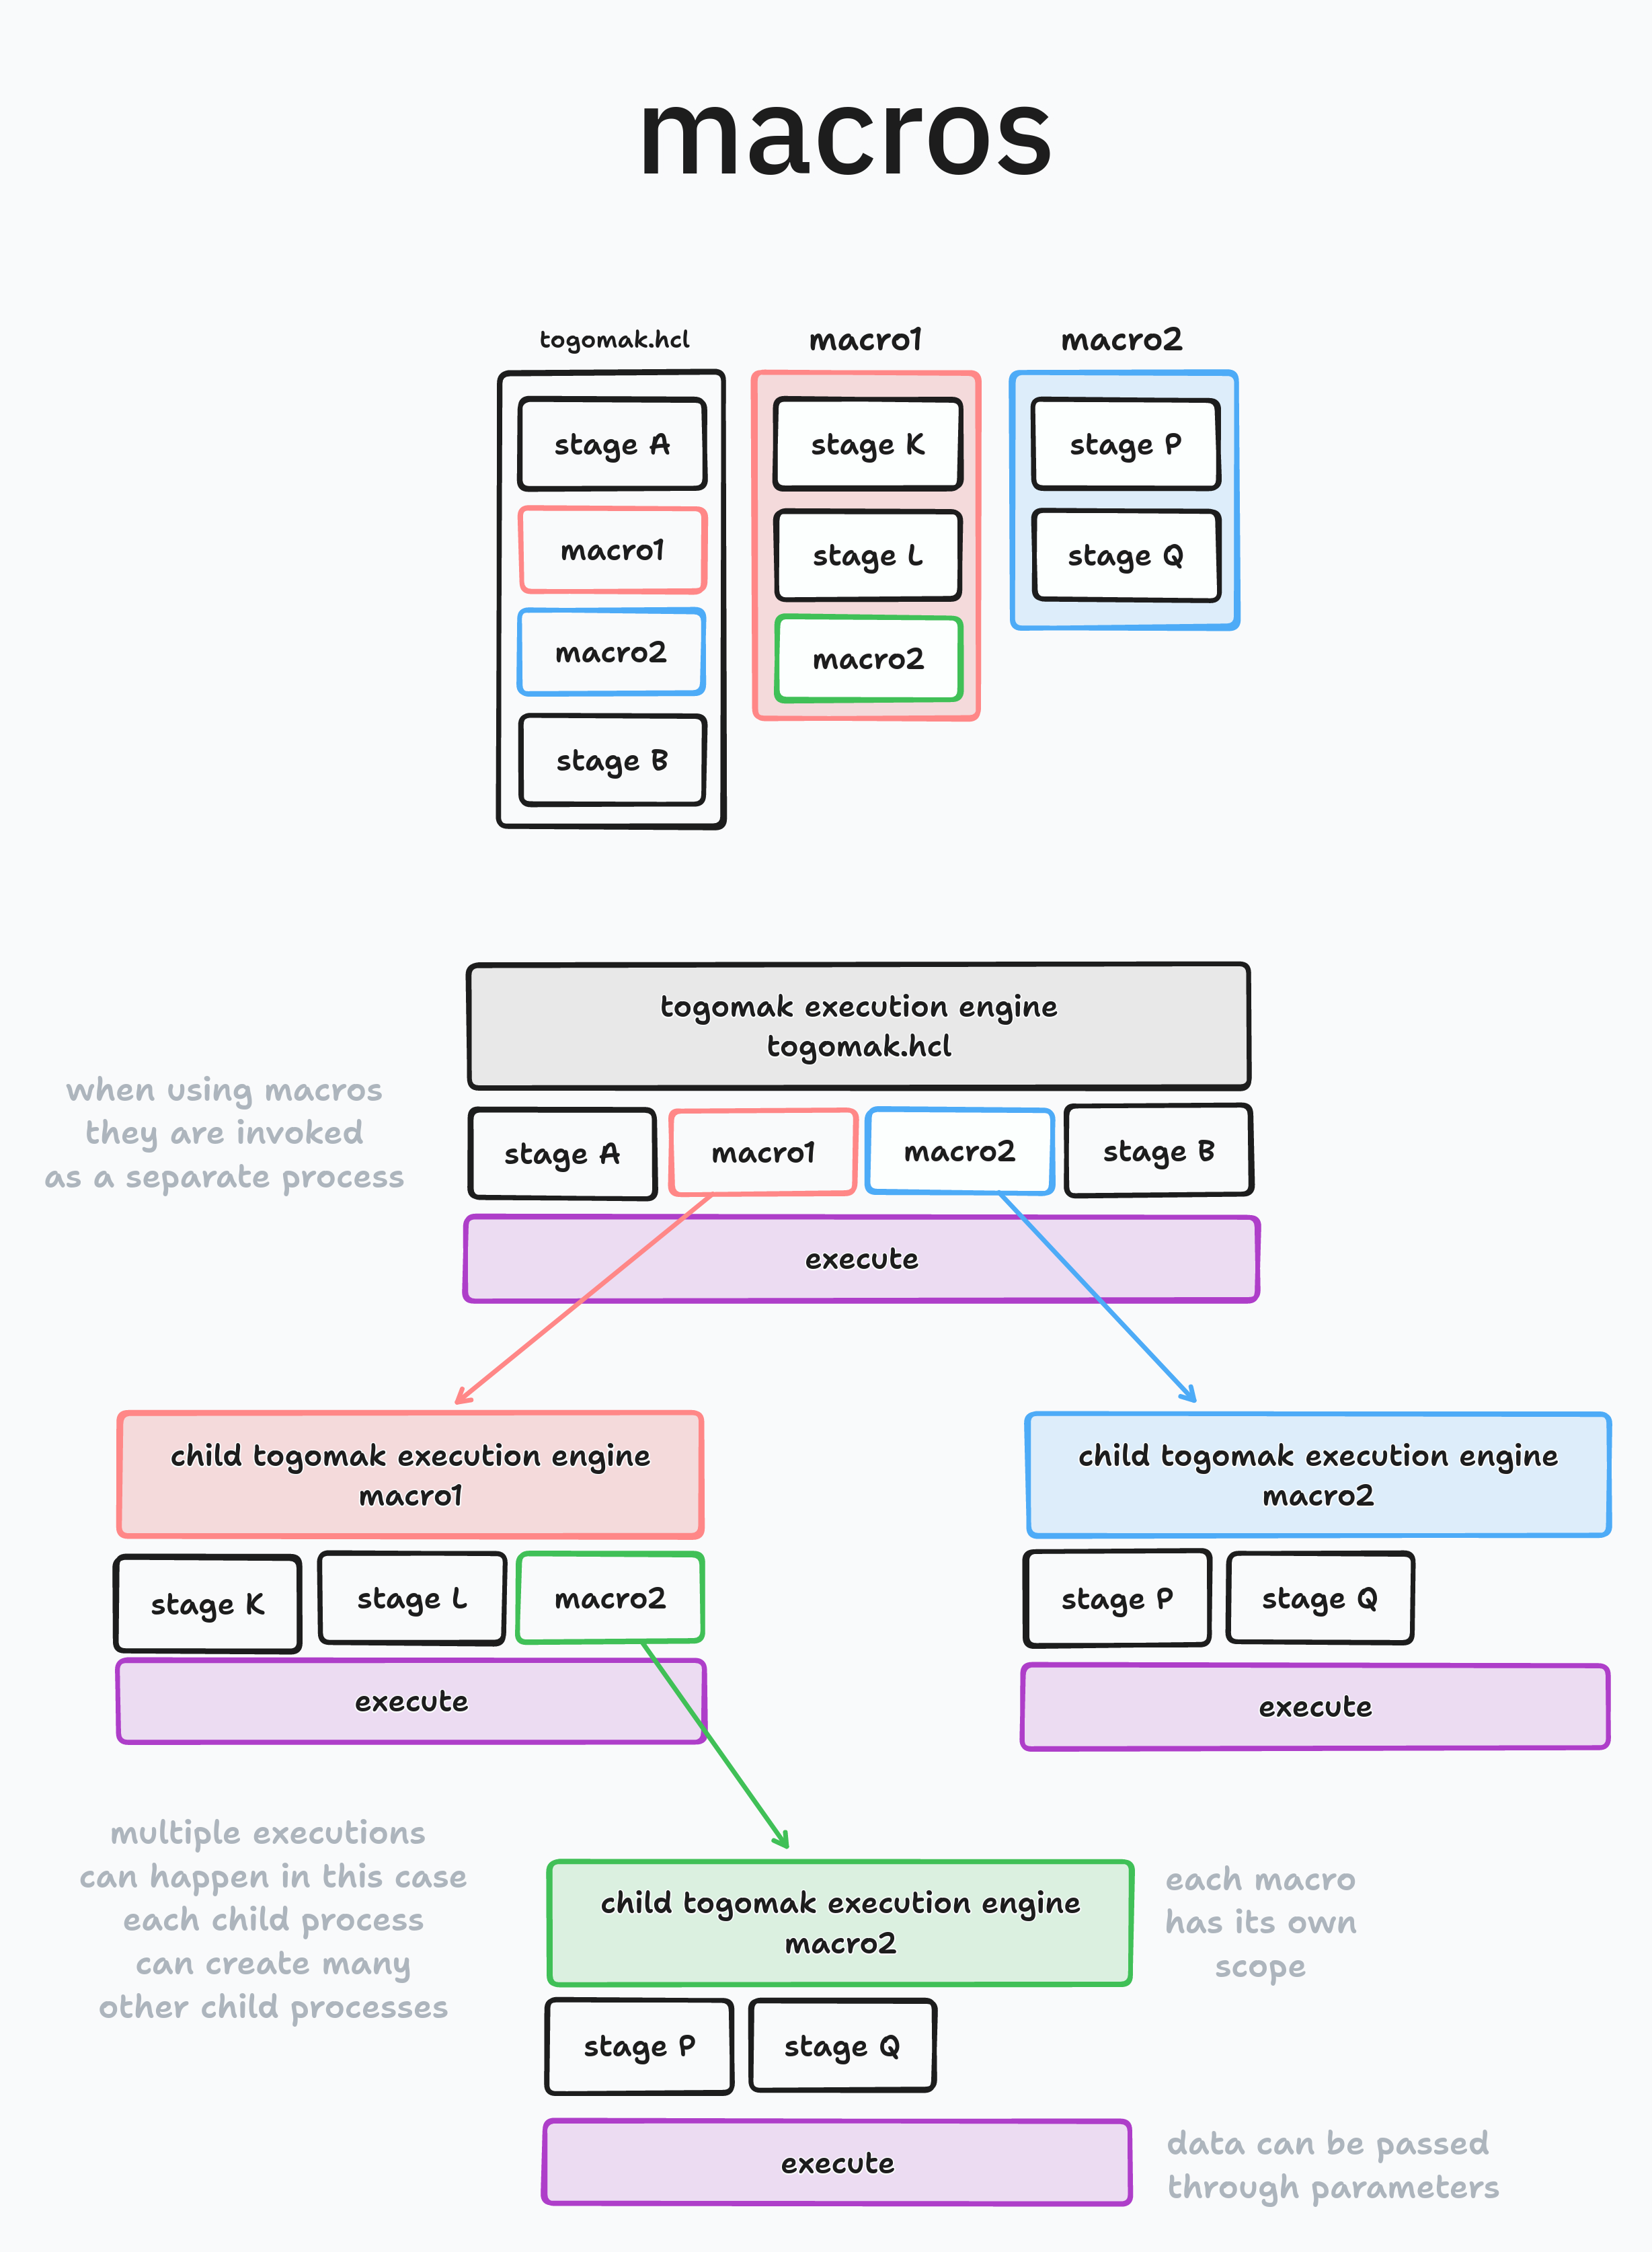 macros
togomak.hcl
stage A
macro1
macro2
stage B
macro1
stage K
stage L
macro2
macro2
stage P
stage Q
togomak execution engine
togomak.hcl
when using macros
they are invoked
as a separate process
stage A
macro1
macro2
stage B
execute
child togomak execution engine
macro1
stage K
stage L
macro2
execute
child togomak execution engine
macro2
stage P
stage Q
execute
multiple executions
can happen in this case
each child process
can create many
other child processes
child togomak execution engine
macro2
each macro
has its own
scope
stage P
stage Q
execute
data can be passed
through parameters